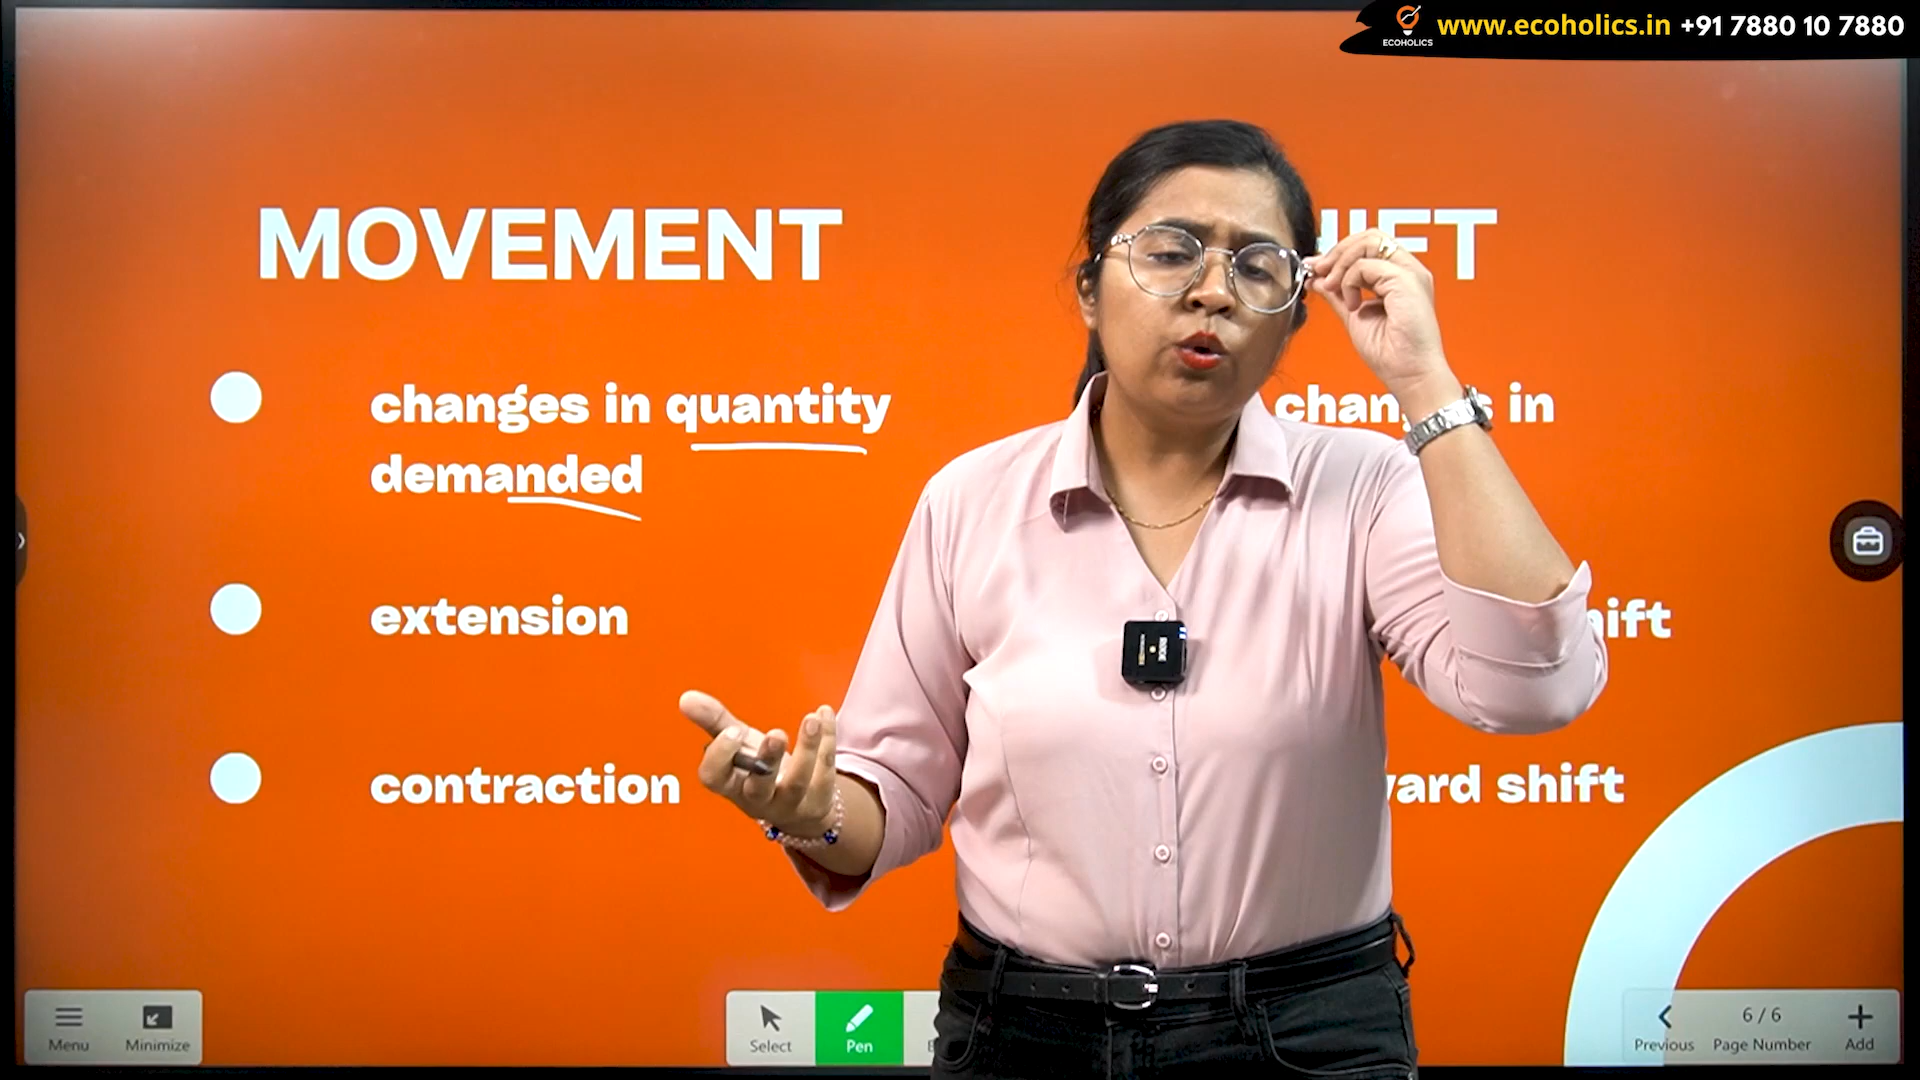 ECOHOLICS
www.ecoholics.in +91 7880 10 7880
MOVEMENT
changes in quantity
demanded
extension
contraction
in
shift
Menu
Minimize
Select
Pen
6 / 6
Previous
Page Number
Add
RODE